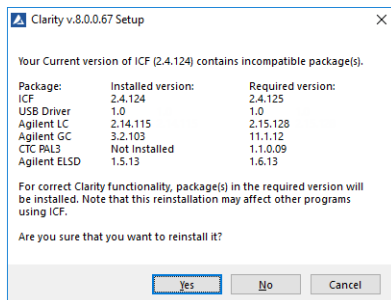 Clarity v.8.0.0.67 Setup
Your Current version of ICF (2.4.124) contains incompatible package(s).
Package: Installed version: Required version:
ICF 2.4.124 2.4.125
USB Driver 1.0 1.0
Agilent LC 2.14.115 2.15.128
Agilent GC 3.2.103 11.1.12
CTC PAL3 Not Installed 1.1.0.09
Agilent ELSD 1.5.13 1.6.13
For correct Clarity functionality, package(s) in the required version will
be installed. Note that this reinstallation may affect other programs
using ICF.
Are you sure that you want to reinstall it?
Yes No Cancel